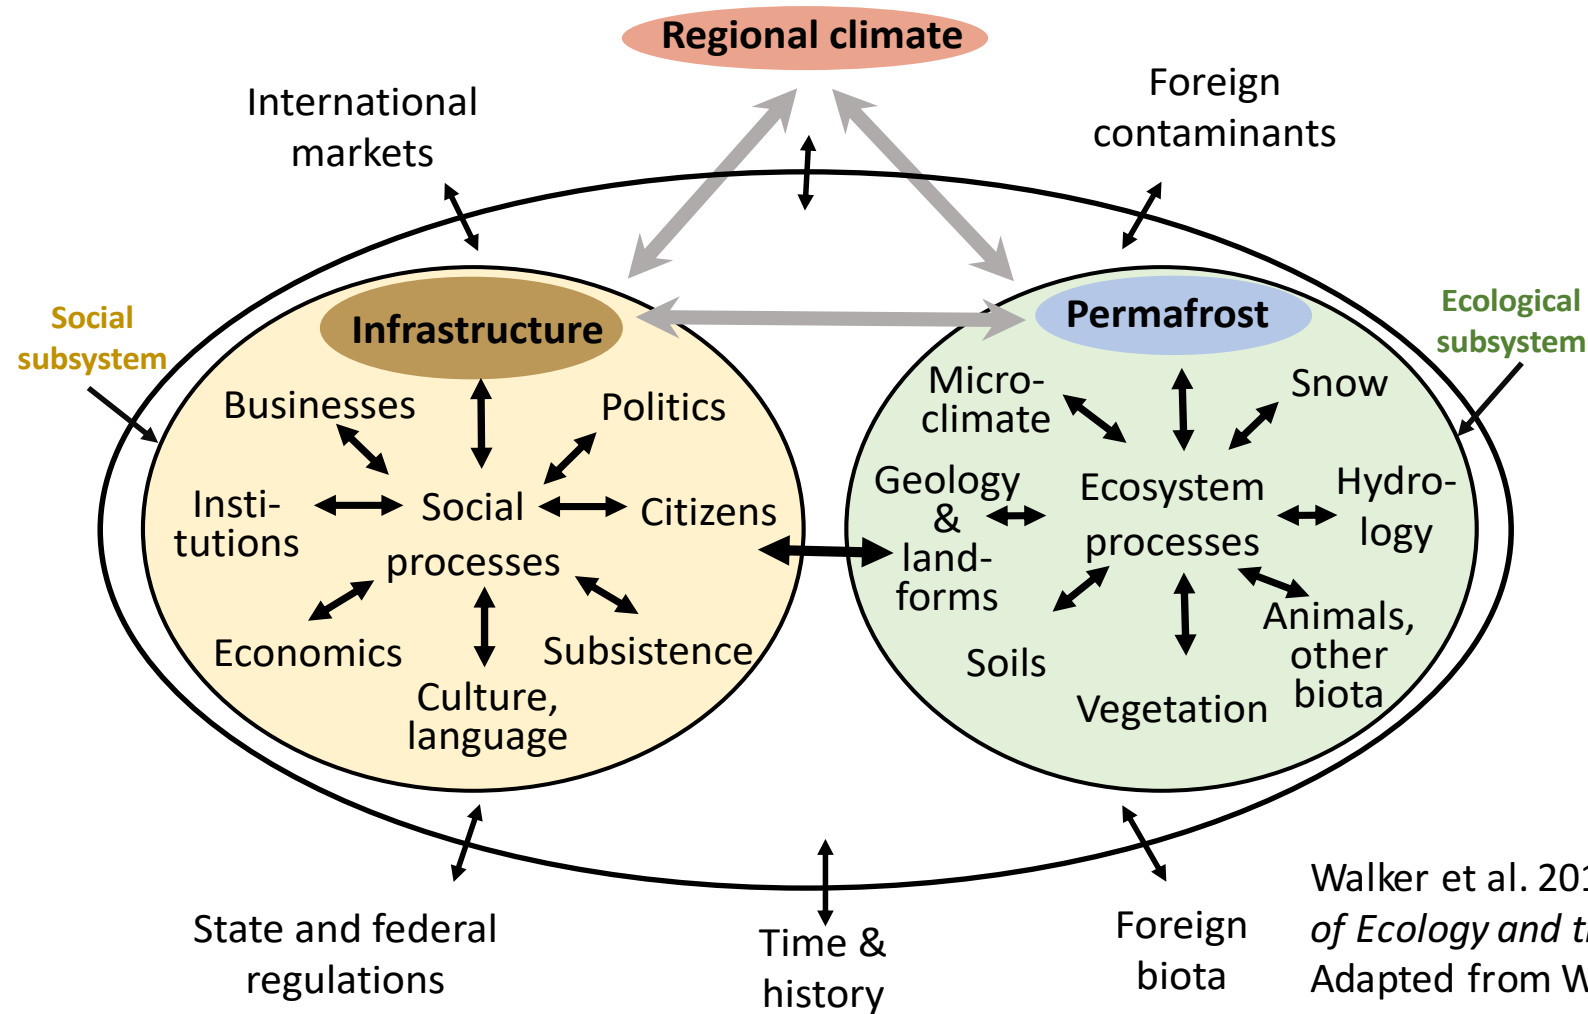 Regional climate
International
markets
Foreign
contaminants
Social
subsystem
Ecological
subsystem
Infrastructure
Permafrost
Businesses
Politics
Insti-
tutions
Social
processes
Citizens
Economics
Culture,
language
Subsistence
Micro-
climate
Snow
Geology
&
land-
forms
Ecosystem
processes
Hydro-
logy
Soils
Vegetation
Animals,
other
biota
State and federal
regulations
Time &
history
Foreign
biota
Walker et al. 201
of Ecology and
Adapted from W